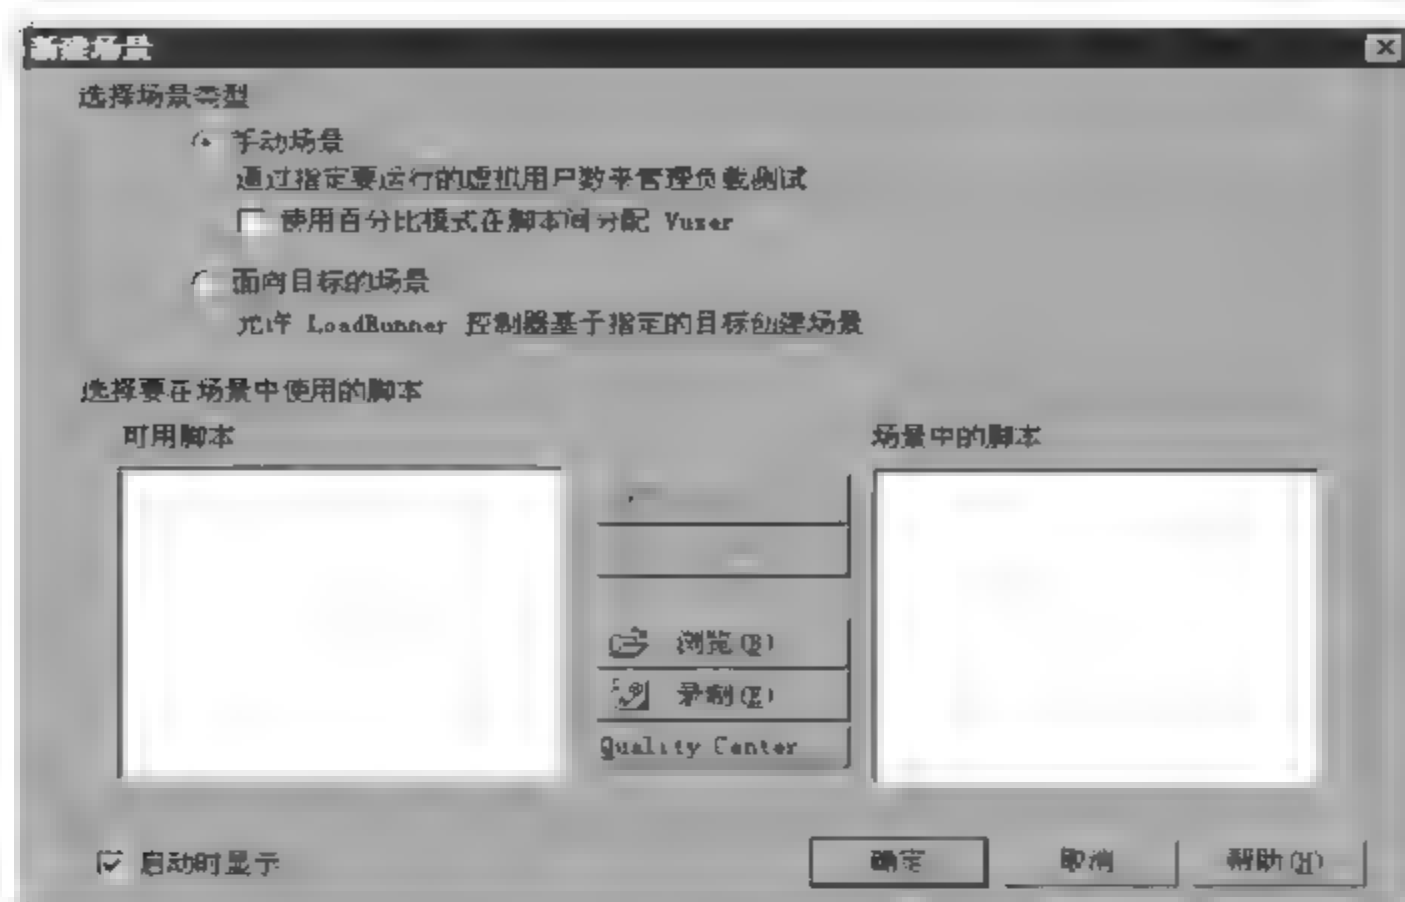 新建场景
选择场景类型
手动场景
通过指定要运行的虚拟用户数来管理负载测试
使用百分比模式在脚本间分配 Vuser
面向目标的场景
允许 LoadRunner 控制器基于指定的目标创建场景
选择要在场景中使用的脚本
可用脚本
场景中的脚本
浏览(B)
录制(E)
Quality Center
启动时显示
确定
取消
帮助(H)